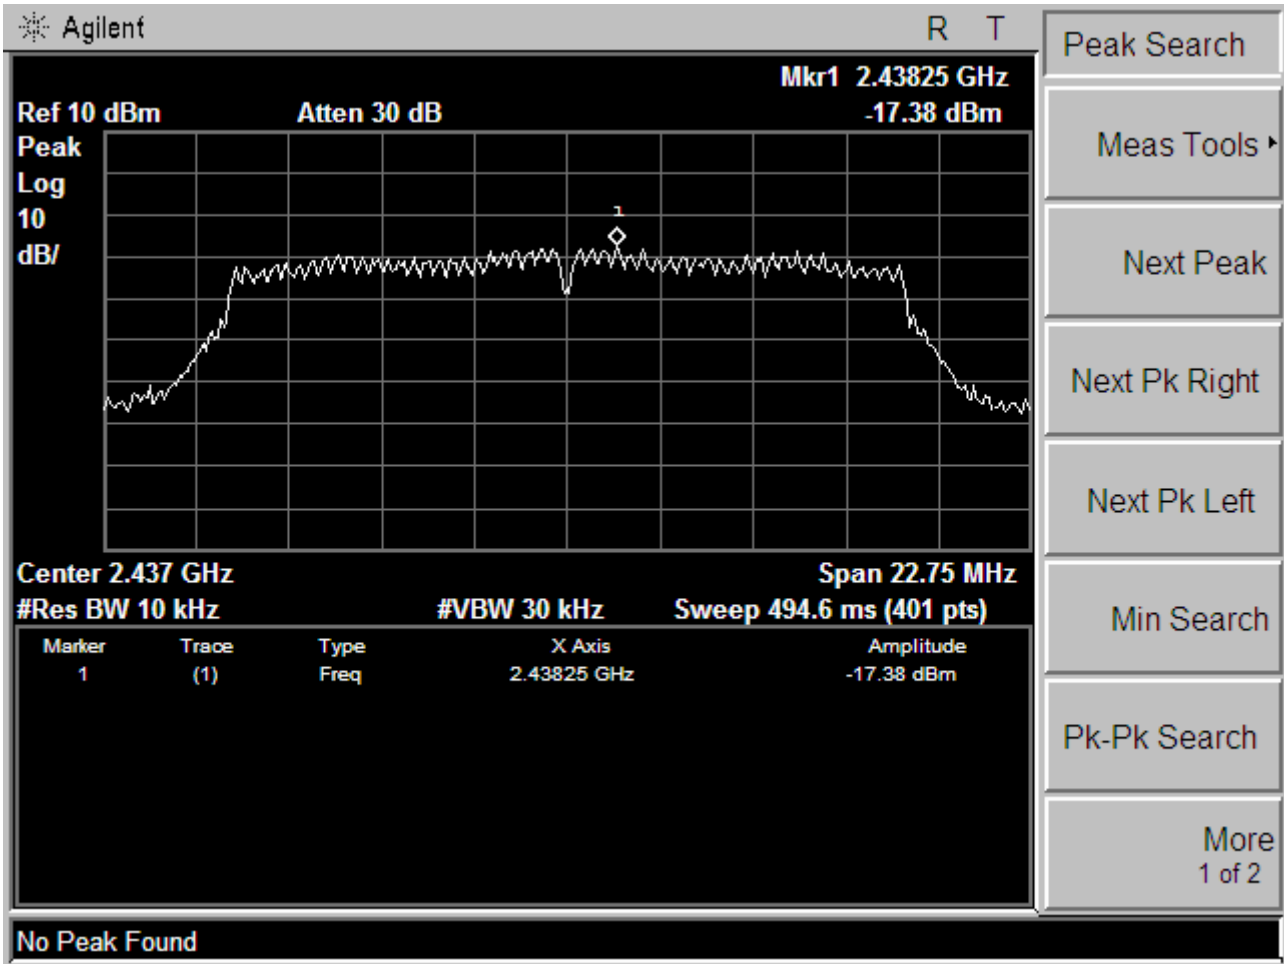 Agilent R T
Peak Search
Mkr1 2.43825 GHz
Ref 10 dBm Atten 30 dB -17.38 dBm
Peak
Log
10
dB/
1
Center 2.437 GHz Span 22.75 MHz
#Res BW 10 kHz #VBW 30 kHz Sweep 494.6 ms (401 pts)
Marker Trace Type X Axis Amplitude
1 (1) Freq 2.43825 GHz -17.38 dBm
Meas Tools
Next Peak
Next Pk Right
Next Pk Left
Min Search
Pk-Pk Search
More
1 of 2
No Peak Found